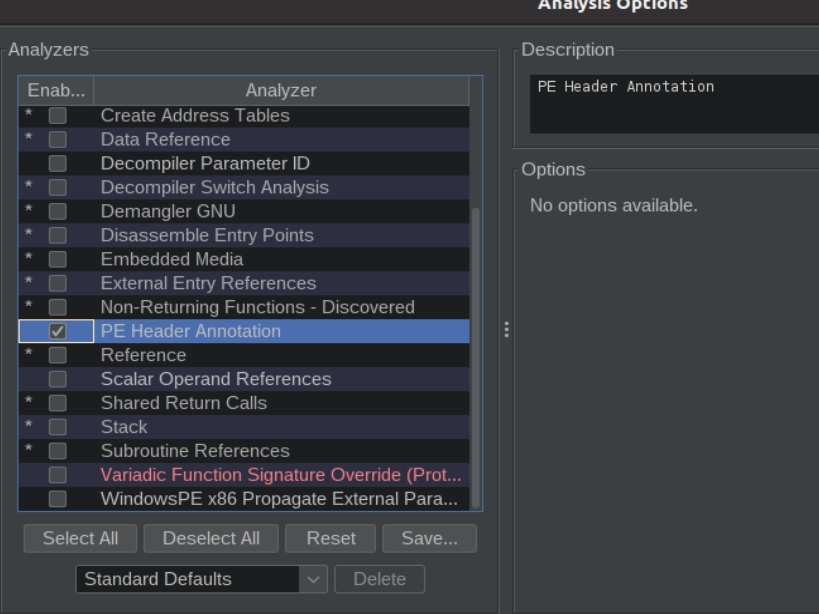 Analysis Options
Analyzers
Enab... Analyzer
* Create Address Tables
* Data Reference
Decompiler Parameter ID
* Decompiler Switch Analysis
* Demangler GNU
* Disassemble Entry Points
* Embedded Media
* External Entry References
* Non-Returning Functions - Discovered
PE Header Annotation
* Reference
Scalar Operand References
* Shared Return Calls
* Stack
* Subroutine References
Variadic Function Signature Override (Prot...
WindowsPE x86 Propagate External Para...
Select All Deselect All Reset Save...
Standard Defaults Delete
Description
PE Header Annotation
Options
No options available.